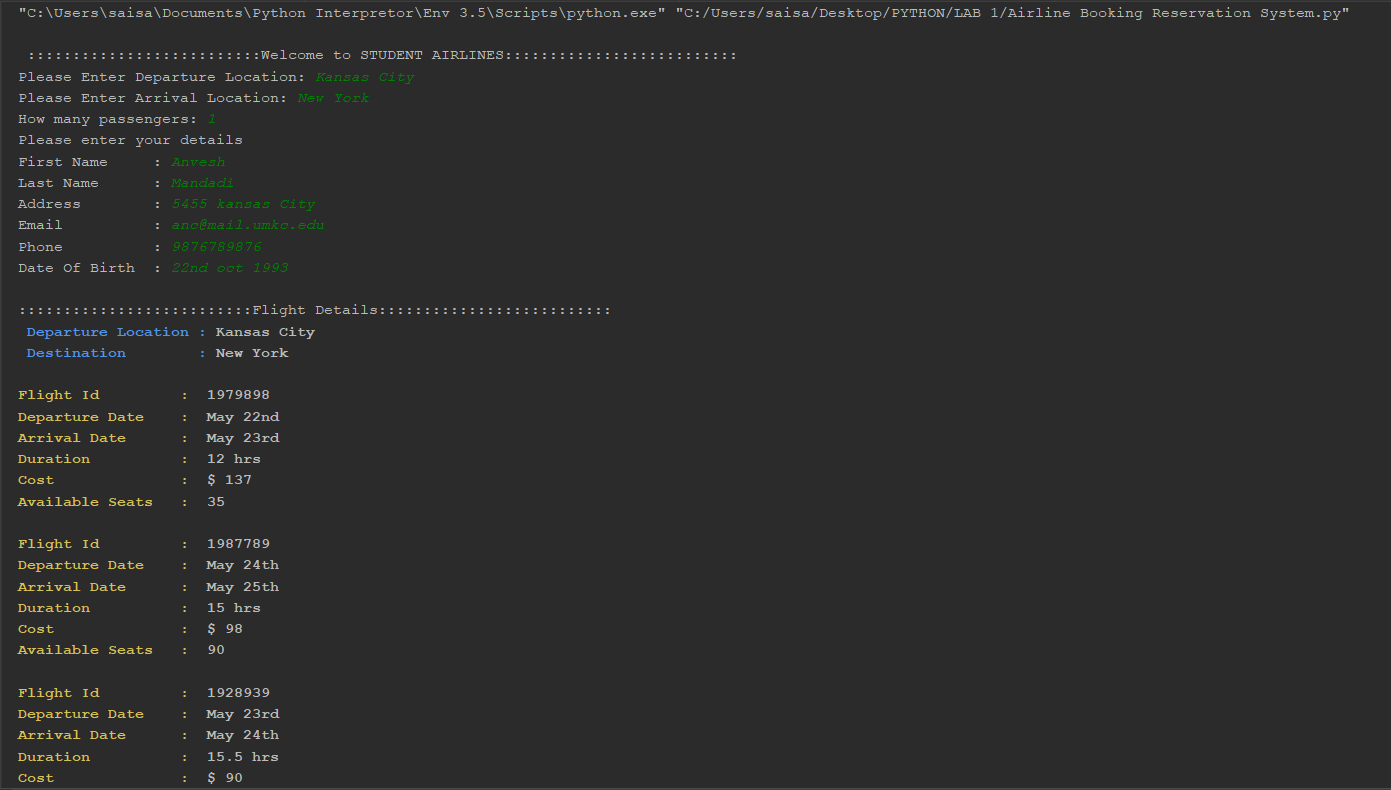 "C:\Users\saisa\Documents\Python Interpretor\Env 3.5\Scripts\python.exe" "C:/Users/saisa/Desktop/PYTHON/LAB 1/Airline Booking Reservation System.py"
::::::::::::::::::::::::::Welcome to STUDENT AIRLINES::::::::::::::::::::::::::
Please Enter Departure Location: Kansas City
Please Enter Arrival Location: New York
How many passengers: 1
Please enter your details
First Name     : Anvesh
Last Name      : Mandadi
Address        : 5455 kansas City
Email          : anc@mail.umkc.edu
Phone          : 9876789876
Date Of Birth  : 22nd oct 1993
::::::::::::::::::::::::::Flight Details::::::::::::::::::::::::::
Departure Location : Kansas City
Destination        : New York
Flight Id         :  1979898
Departure Date    :  May 22nd
Arrival Date      :  May 23rd
Duration          :  12 hrs
Cost              :  $ 137
Available Seats   :  35
Flight Id         :  1987789
Departure Date    :  May 24th
Arrival Date      :  May 25th
Duration          :  15 hrs
Cost              :  $ 98
Available Seats   :  90
Flight Id         :  1928939
Departure Date    :  May 23rd
Arrival Date      :  May 24th
Duration          :  15.5 hrs
Cost              :  $ 90